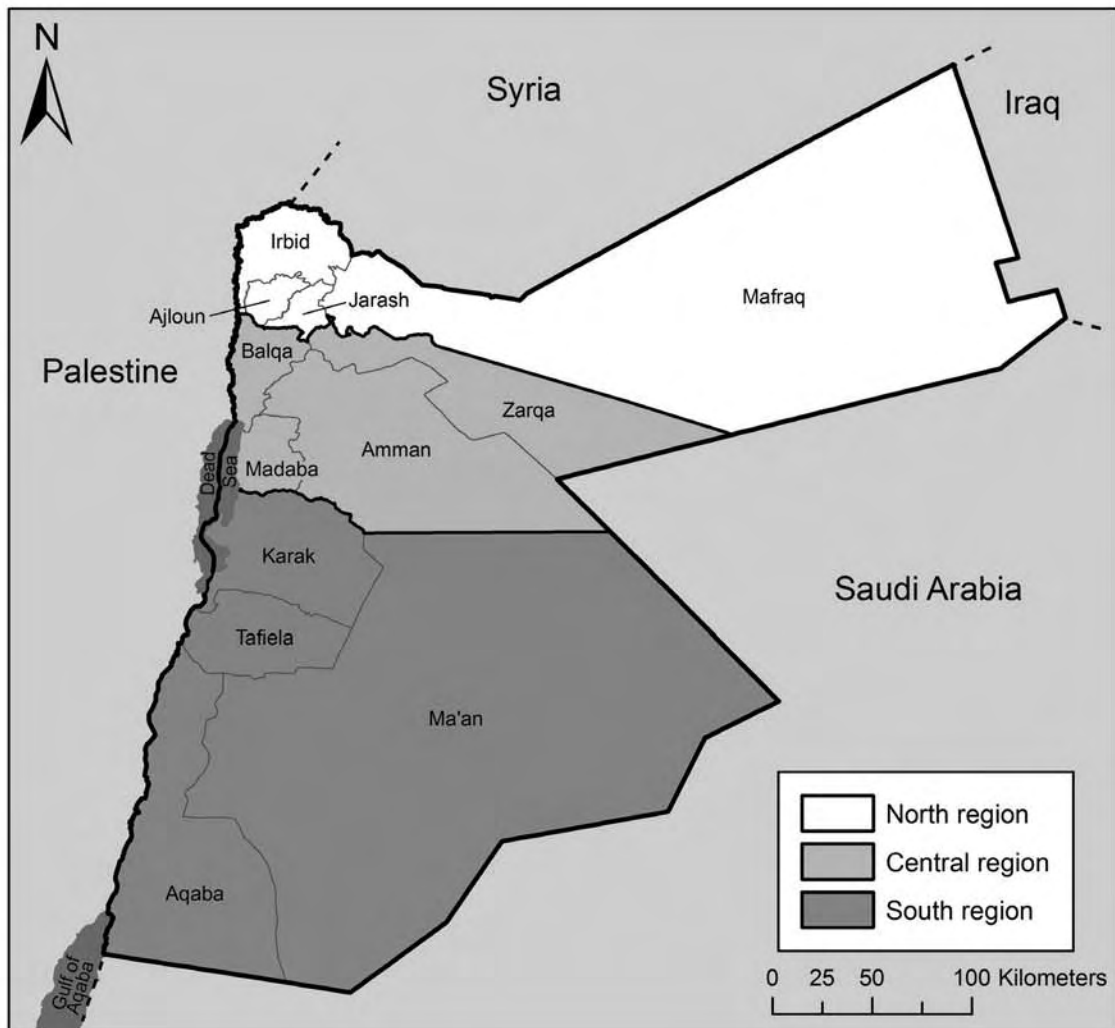 N
Syria
Iraq
Irbid
Ajloun
Jarash
Mafraq
Balqa
Palestine
Zarqa
Amman
Madaba
Dead
Sea
Karak
Saudi Arabia
Tafiela
Ma'an
Aqaba
North region
Central region
South region
Gulf of
Aqaba
0 25 50 100 Kilometers